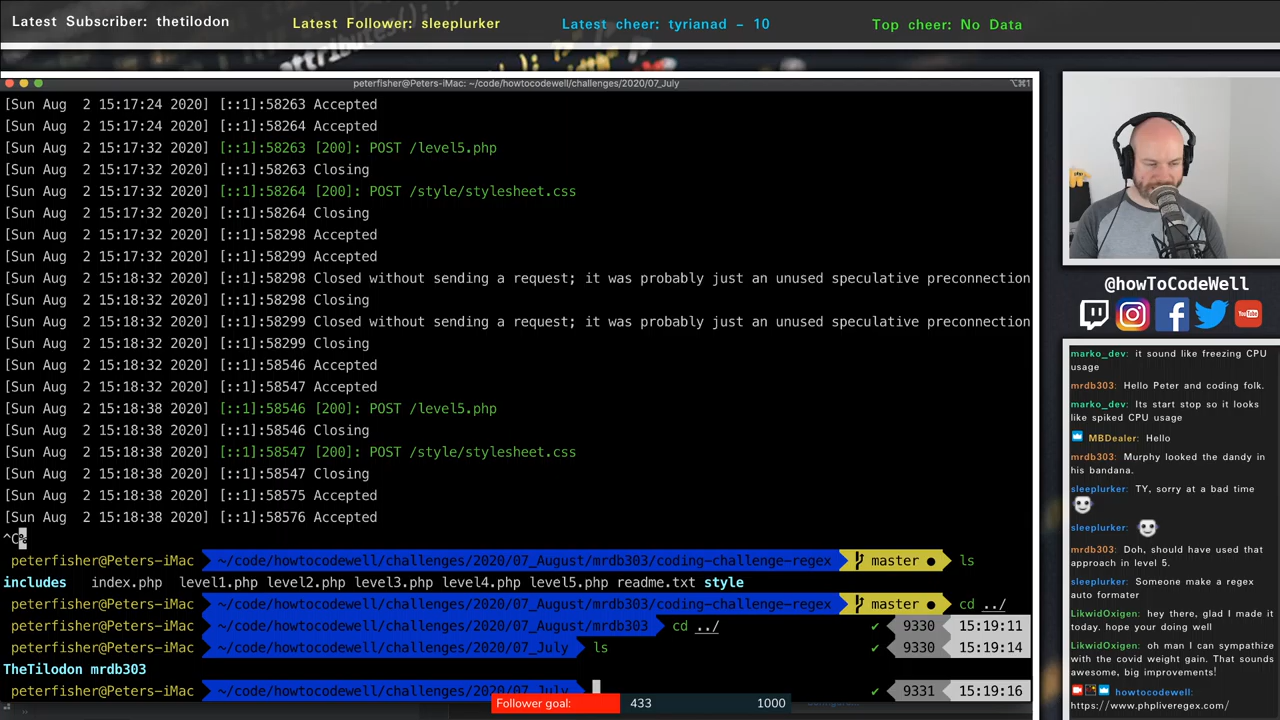 Latest Subscriber: thetilodon
Latest Follower: sleeplurker
Latest cheer: tyrianad - 10
Top cheer: No Data
peterfisher@Peters-iMac: ~/code/howtocodewell/challenges/2020/07_July
[Sun Aug  2 15:17:24 2020] [::1]:58263 Accepted
[Sun Aug  2 15:17:24 2020] [::1]:58264 Accepted
[Sun Aug  2 15:17:32 2020] [::1]:58263 [200]: POST /level5.php
[Sun Aug  2 15:17:32 2020] [::1]:58263 Closing
[Sun Aug  2 15:17:32 2020] [::1]:58264 [200]: POST /style/stylesheet.css
[Sun Aug  2 15:17:32 2020] [::1]:58264 Closing
[Sun Aug  2 15:17:32 2020] [::1]:58298 Accepted
[Sun Aug  2 15:17:32 2020] [::1]:58299 Accepted
[Sun Aug  2 15:18:32 2020] [::1]:58298 Closed without sending a request; it was probably just an unused speculative preconnection
[Sun Aug  2 15:18:32 2020] [::1]:58298 Closing
[Sun Aug  2 15:18:32 2020] [::1]:58299 Closed without sending a request; it was probably just an unused speculative preconnection
[Sun Aug  2 15:18:32 2020] [::1]:58299 Closing
[Sun Aug  2 15:18:32 2020] [::1]:58546 Accepted
[Sun Aug  2 15:18:32 2020] [::1]:58547 Accepted
[Sun Aug  2 15:18:38 2020] [::1]:58546 [200]: POST /level5.php
[Sun Aug  2 15:18:38 2020] [::1]:58546 Closing
[Sun Aug  2 15:18:38 2020] [::1]:58547 [200]: POST /style/stylesheet.css
[Sun Aug  2 15:18:38 2020] [::1]:58547 Closing
[Sun Aug  2 15:18:38 2020] [::1]:58575 Accepted
[Sun Aug  2 15:18:38 2020] [::1]:58576 Accepted
^C%
peterfisher@Peters-iMac ~/code/howtocodewell/challenges/2020/07_August/mrdb303/coding-challenge-regex master ● ls
includes index.php level1.php level2.php level3.php level4.php level5.php readme.txt style
peterfisher@Peters-iMac ~/code/howtocodewell/challenges/2020/07_August/mrdb303/coding-challenge-regex master ● cd ../
peterfisher@Peters-iMac ~/code/howtocodewell/challenges/2020/07_August/mrdb303 cd ../ ✔ 9330 15:19:11
peterfisher@Peters-iMac ~/code/howtocodewell/challenges/2020/07_July ls ✔ 9330 15:19:14
TheTilodon mrdb303
peterfisher@Peters-iMac ~/code/howtocodewell/challenges/2020/07_July ✔ 9331 15:19:16
Follower goal: 433 1000
@howToCodeWell
You Tube
marko_dev: it sound like freezing CPU
usage
mrdb303: Hello Peter and coding folk.
marko_dev: Its start stop so it looks
like spiked CPU usage
MBDealer: Hello
mrdb303: Murphy looked the dandy in
his bandana.
sleeplurker: TY, sorry at a bad time
sleeplurker:
mrdb303: Doh, should have used that
approach in level 5.
sleeplurker: Someone make a regex
auto formater
LikwidOxigen: hey there, glad I made it
today. hope your doing well
LikwidOxigen: oh man I can sympathize
with the covid weight gain. That sounds
awesome, big improvements!
howtocodewell:
https://www.phpliveregex.com/